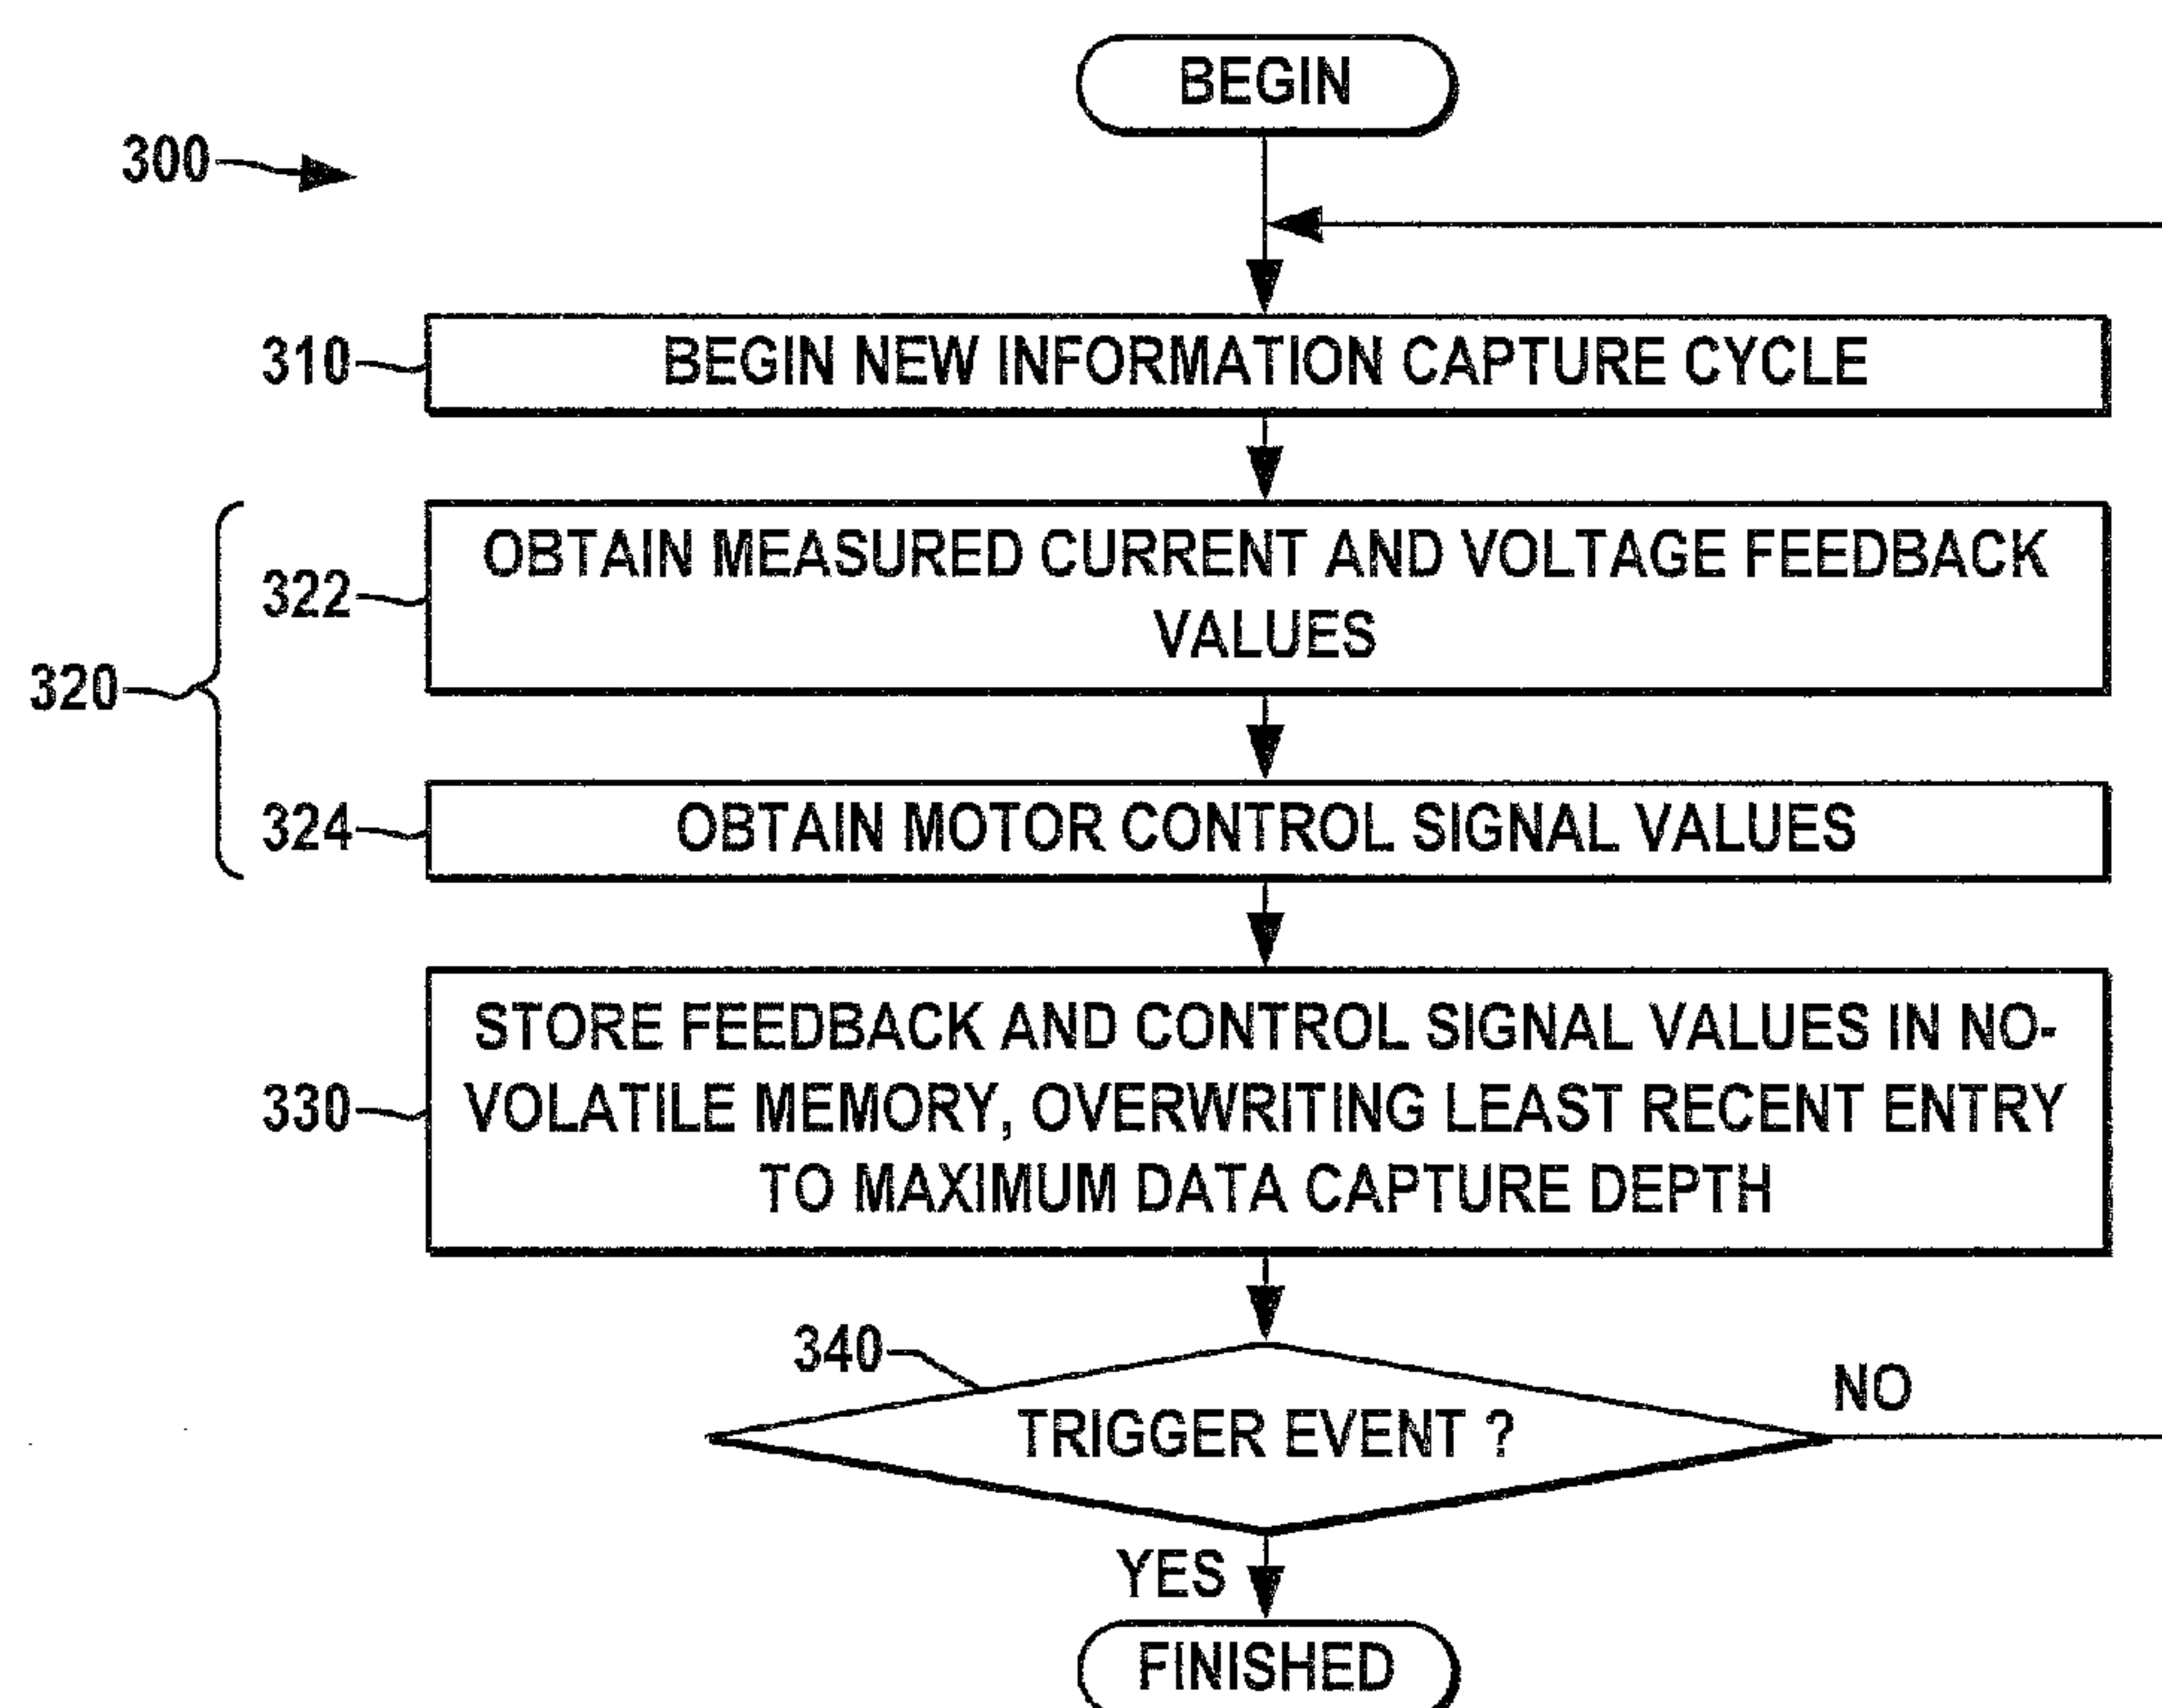 BEGIN
300
310
BEGIN NEW INFORMATION CAPTURE CYCLE
322
OBTAIN MEASURED CURRENT AND VOLTAGE FEEDBACK
VALUES
320
324
OBTAIN MOTOR CONTROL SIGNAL VALUES
330
STORE FEEDBACK AND CONTROL SIGNAL VALUES IN NO-
VOLATILE MEMORY, OVERWRITING LEAST RECENT ENTRY
TO MAXIMUM DATA CAPTURE DEPTH
340
TRIGGER EVENT ?
NO
YES
FINISHED